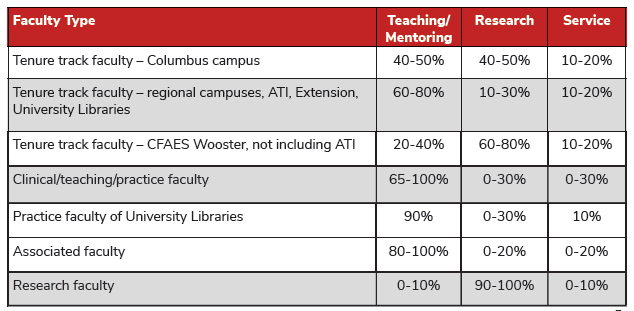 Faculty Type Teaching/ Research Service
Mentoring
Tenure track faculty – Columbus campus 40-50% 40-50% 10-20%
Tenure track faculty – regional campuses, ATI, Extension, 60-80% 10-30% 10-20%
University Libraries
Tenure track faculty – CFAES Wooster, not including ATI 20-40% 60-80% 10-20%
Clinical/teaching/practice faculty 65-100% 0-30% 0-30%
Practice faculty of University Libraries 90% 0-30% 10%
Associated faculty 80-100% 0-20% 0-20%
Research faculty 0-10% 90-100% 0-10%